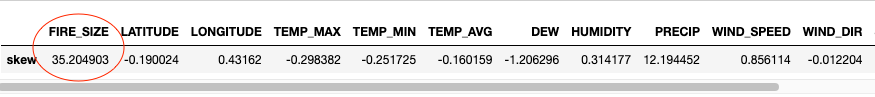 FIRE_SIZE LATITUDE LONGITUDE TEMP_MAX TEMP_MIN TEMP_AVG DEW HUMIDITY PRECIP WIND_SPEED WIND_DIR
skew 35.204903 -0.190024 0.43162 -0.298382 -0.251725 -0.160159 -1.206296 0.314177 12.194452 0.856114 -0.012204